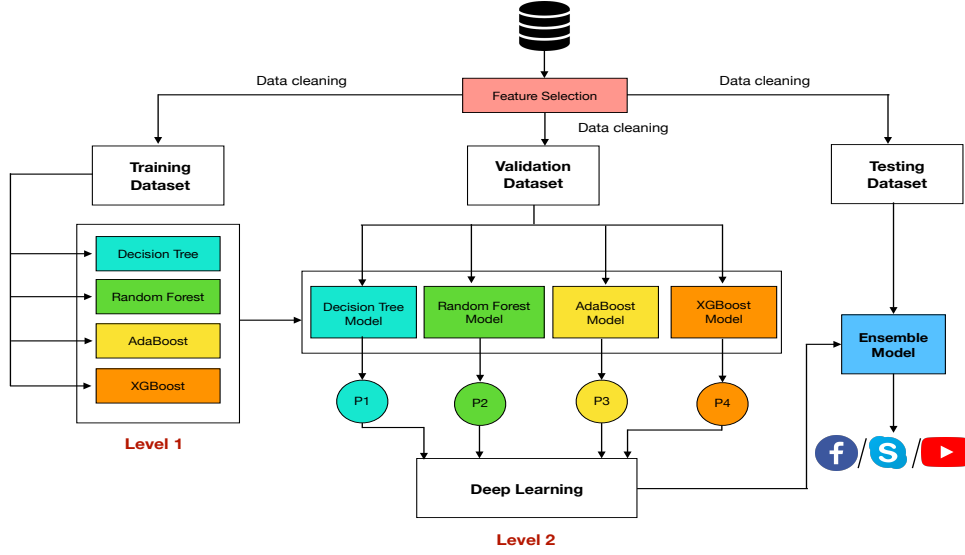 Data cleaning
Feature Selection
Data cleaning
Data cleaning
Training
Dataset
Validation
Dataset
Testing
Dataset
Decision Tree
Random Forest
AdaBoost
XGBoost
Level 1
Decision Tree
Model
Random Forest
Model
AdaBoost
Model
XGBoost
Model
Ensemble
Model
P1
P2
P3
P4
f
/
S
/
Deep Learning
Level 2